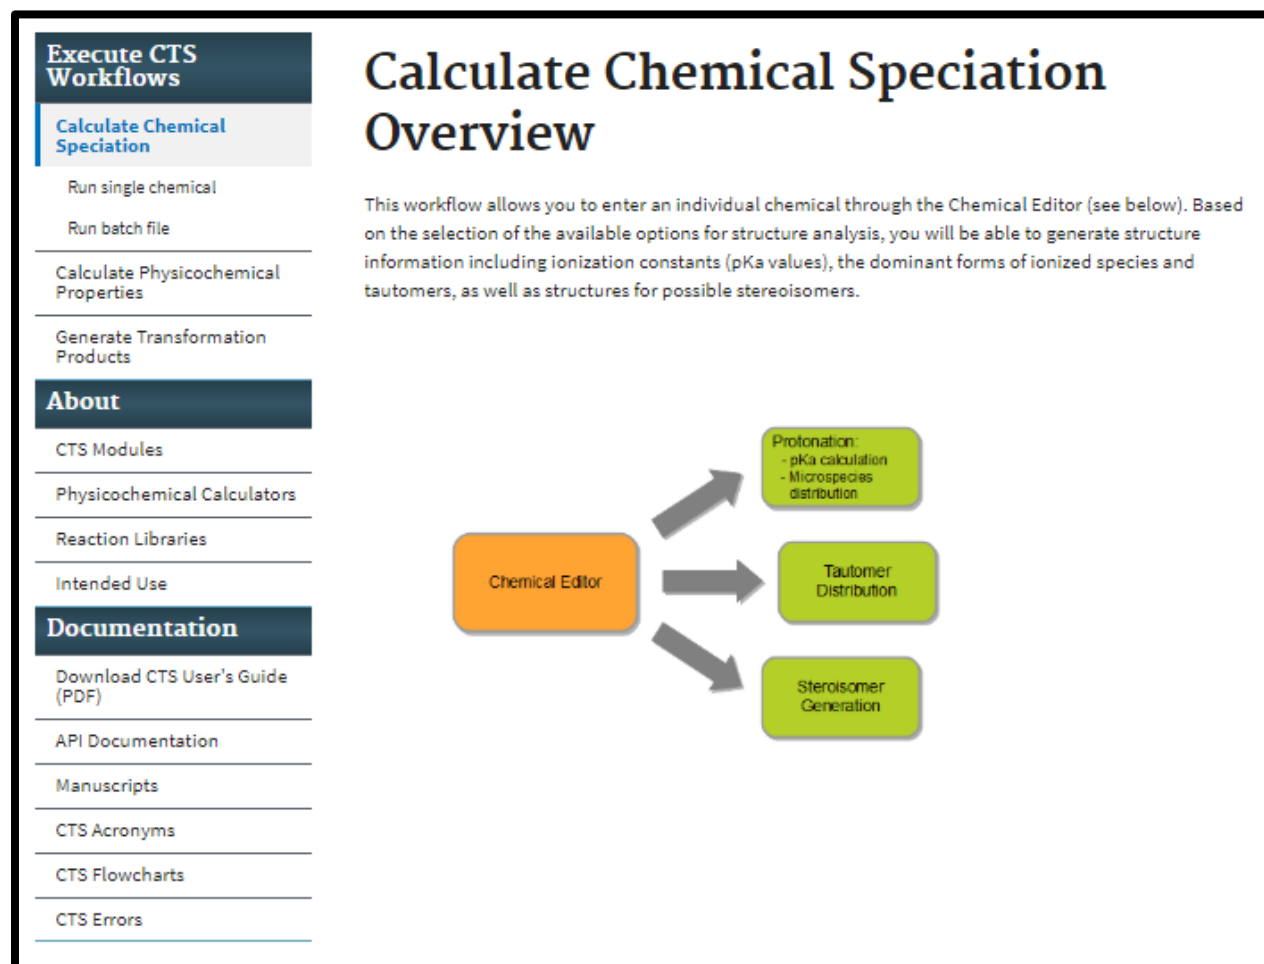 Execute CTS
Workflows
Calculate Chemical
Speciation
Run single chemical
Run batch file
Calculate Physicochemical
Properties
Generate Transformation
Products
About
CTS Modules
Physicochemical Calculators
Reaction Libraries
Intended Use
Documentation
Download CTS User's Guide
(PDF)
API Documentation
Manuscripts
CTS Acronyms
CTS Flowcharts
CTS Errors
Calculate Chemical Speciation
Overview
This workflow allows you to enter an individual chemical through the Chemical Editor (see below). Based
on the selection of the available options for structure analysis, you will be able to generate structure
information including ionization constants (pKa values), the dominant forms of ionized species and
tautomers, as well as structures for possible stereoisomers.
Chemical Editor
Protonation:
- pKa calculation
- Microspecies
distribution
Tautomer
Distribution
Steroisomer
Generation